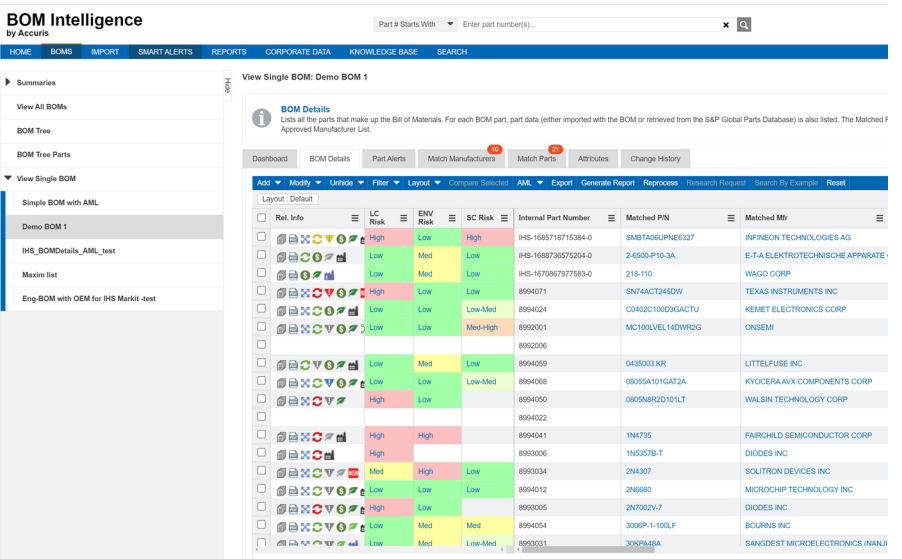 BOM Intelligence
by Accuris
Part # Starts With
Enter part number(s)...
HOME BOMS IMPORT SMART ALERTS REPORTS CORPORATE DATA KNOWLEDGE BASE SEARCH
Summaries
View All BOMs
BOM Tree
BOM Tree Parts
View Single BOM
Simple BOM with AML
Demo BOM 1
IHS_BOMDetails_AML_test
Maxim list
Eng-BOM with OEM for IHS Markit -test
Hide
View Single BOM: Demo BOM 1
BOM Details
Lists all the parts that make up the Bill of Materials. For each BOM part, part data (either imported with the BOM or retrieved from the S&P Global Parts Database) is also listed. The Matched
Approved Manufacturer List.
10 21
Dashboard BOM Details Part Alerts Match Manufacturers Match Parts Attributes Change History
Add Modify Unhide Filter Layout Compare Selected AML Export Generate Report Reprocess Research Request Search By Example Reset
Layout : Default
Rel. Info LC Risk ENV Risk SC Risk Internal Part Number Matched P/N Matched Mfr
High Low High IHS-1685718715384-0 SMBTA06UPNE6327 INFINEON TECHNOLOGIES AG
Low Med Low IHS-1688736575204-0 2-6500-P10-3A E-T-A ELEKTROTECHNISCHE APPARATE
Low Med Low IHS-1670867977583-0 218-110 WAGO CORP
High Low Low 8994071 SN74ACT245DW TEXAS INSTRUMENTS INC
Low Low Low-Med 8994024 C0402C100D3GACTU KEMET ELECTRONICS CORP
Low Low Med-High 8992001 MC100LVEL14DWR2G ONSEMI
8992006
Low Med Low 8994059 0435003.KR LITTELFUSE INC
Low Low Low-Med 8994068 08055A101GAT2A KYOCERA AVX COMPONENTS CORP
High Low 8994050 0805N8R2D101LT WALSIN TECHNOLOGY CORP
8994022
High High 8994041 1N4735 FAIRCHILD SEMICONDUCTOR CORP
High 8993006 1N5357B-T DIODES INC
Med High Low 8993034 2N4307 SOLITRON DEVICES INC
Low Low Low 8994012 2N6660 MICROCHIP TECHNOLOGY INC
High Low 8993005 2N7002V-7 DIODES INC
Low Med Med 8994054 3006P-1-100LF BOURNS INC
Low Med Low-Med 8993031 30KPA48A SANGDEST MICROELECTRONICS (NANJI